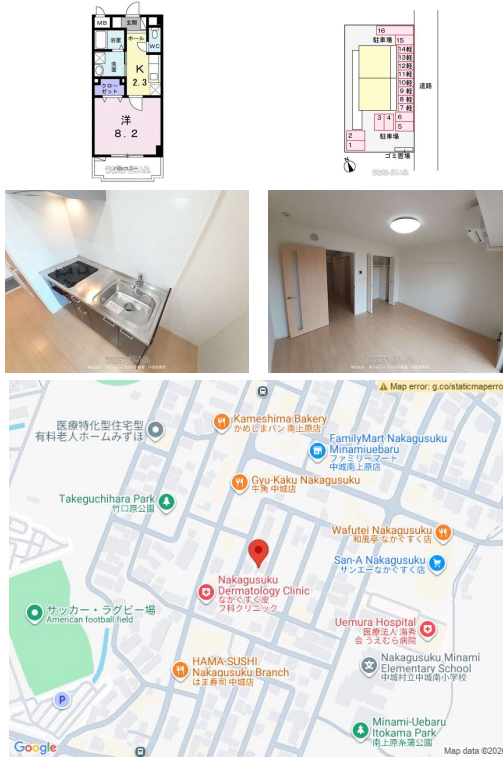 MB
玄関
浴室
ホール
WC
洗面
K
2.3
クローゼット
洋
8.2
バルコニー
16
駐車場
15
14軽
13軽
12軽
11軽
10軽
9軽
8軽
7軽
道路
3
4
6
5
2
1
駐車場
ゴミ置場
Map error: g.co/staticmaperro
Kameshima Bakery
かめしまパン 南上原店
医療特化型住宅型
有料老人ホームみずほ
FamilyMart Nakagusuku
Minamiuebaru
ファミリーマート
中城南上原店
Gyu-Kaku Nakagusuku
牛角 中城店
Takeguchihara Park
竹口原公園
Wafutei Nakagusuku
和風亭 なかぐすく店
San-A Nakagusuku
サンエーなかぐすく店
Nakagusuku
Dermatology Clinic
なかぐすく皮
フ科クリニック
サッカー・ラグビー場
American football field
Uemura Hospital
医療法人 海秀
会 うえむら病院
HAMA-SUSHI
Nakagusuku Branch
はま寿司 中城店
Nakagusuku Minami
Elementary School
中城村立中城南小学校
P
Minami-Uebaru
Itokama Park
南上原糸蒲公園
Google
Map data ©2026